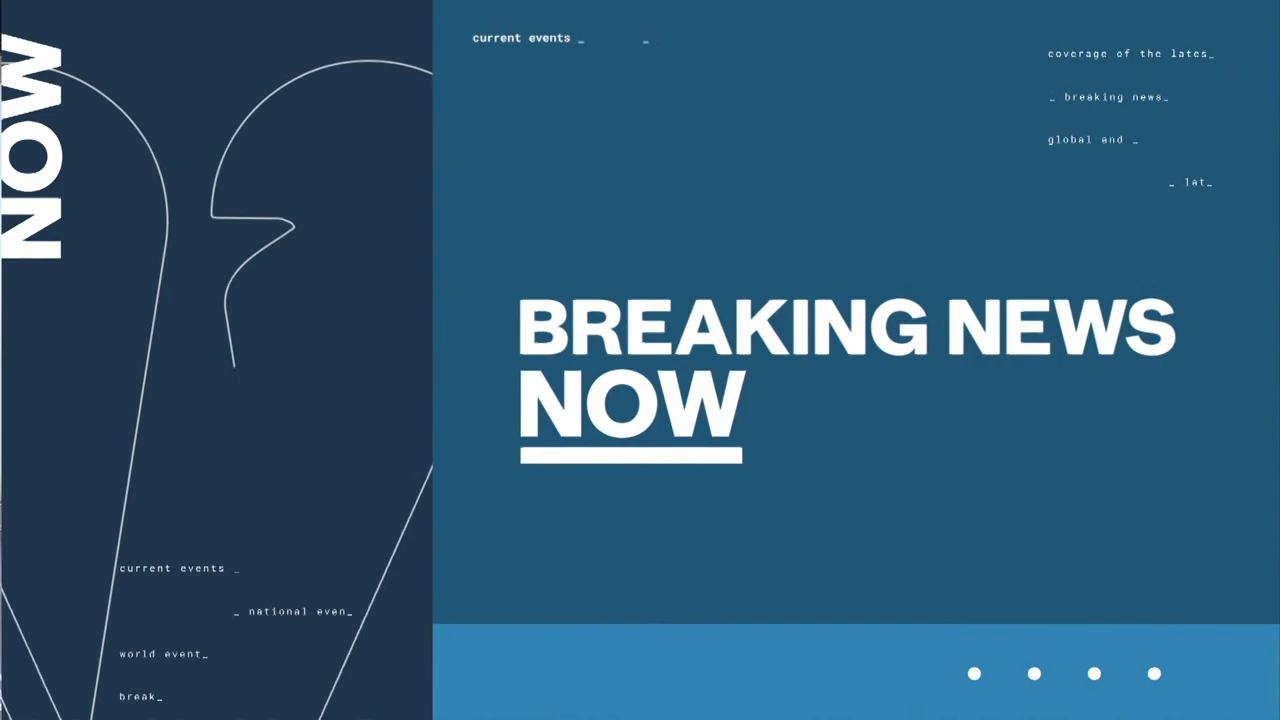 NOW
current events _ _
coverage of the lates_
_ breaking news_
global and _
_ lat_
BREAKING NEWS
NOW
current events _
_ national even_
world event_
break_